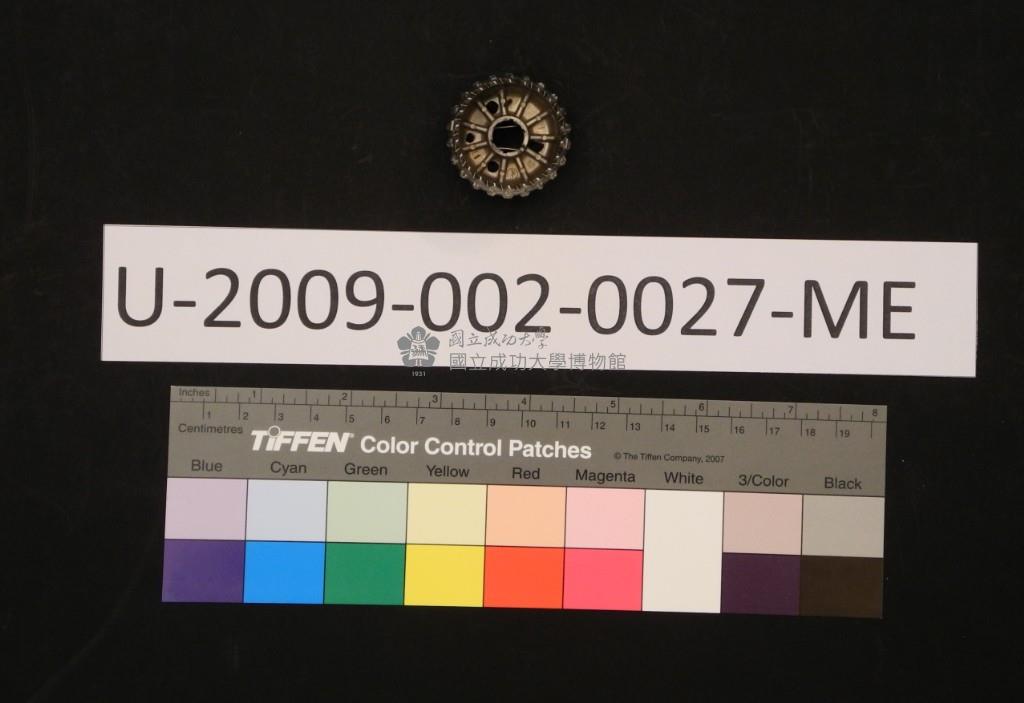 U-2009-002-0027-ME
國立成功大學
國立成功大學博物館
1931
Inches 1 2 3 4 5 6 7 8
1 2 3 4 5 6 7 8 9 10 11 12 13 14 15 16 17 18 19
Centimetres
TIFFEN® Color Control Patches © The Tiffen Company, 2007
Blue Cyan Green Yellow Red Magenta White 3/Color Black